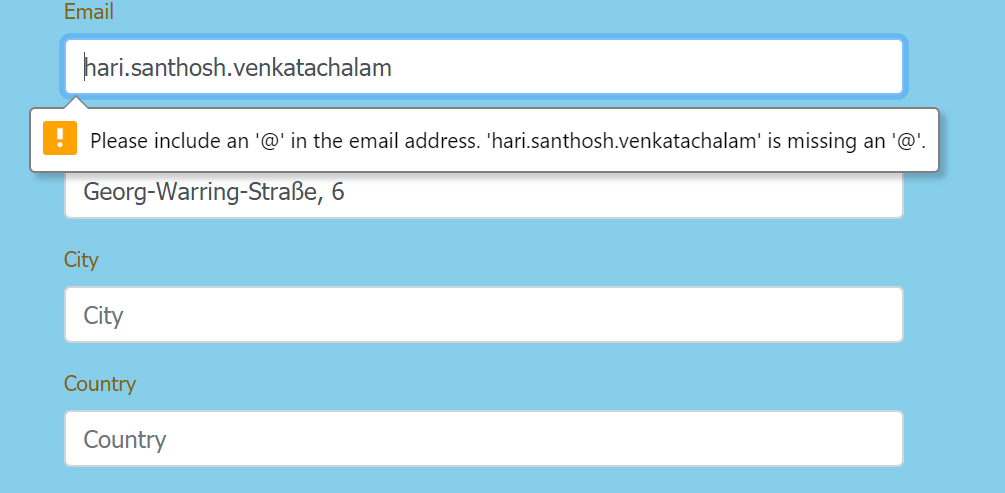 Email
hari.santhosh.venkatachalam
Please include an '@' in the email address. 'hari.santhosh.venkatachalam' is missing an '@'.
Georg-Warring-Straße, 6
City
City
Country
Country